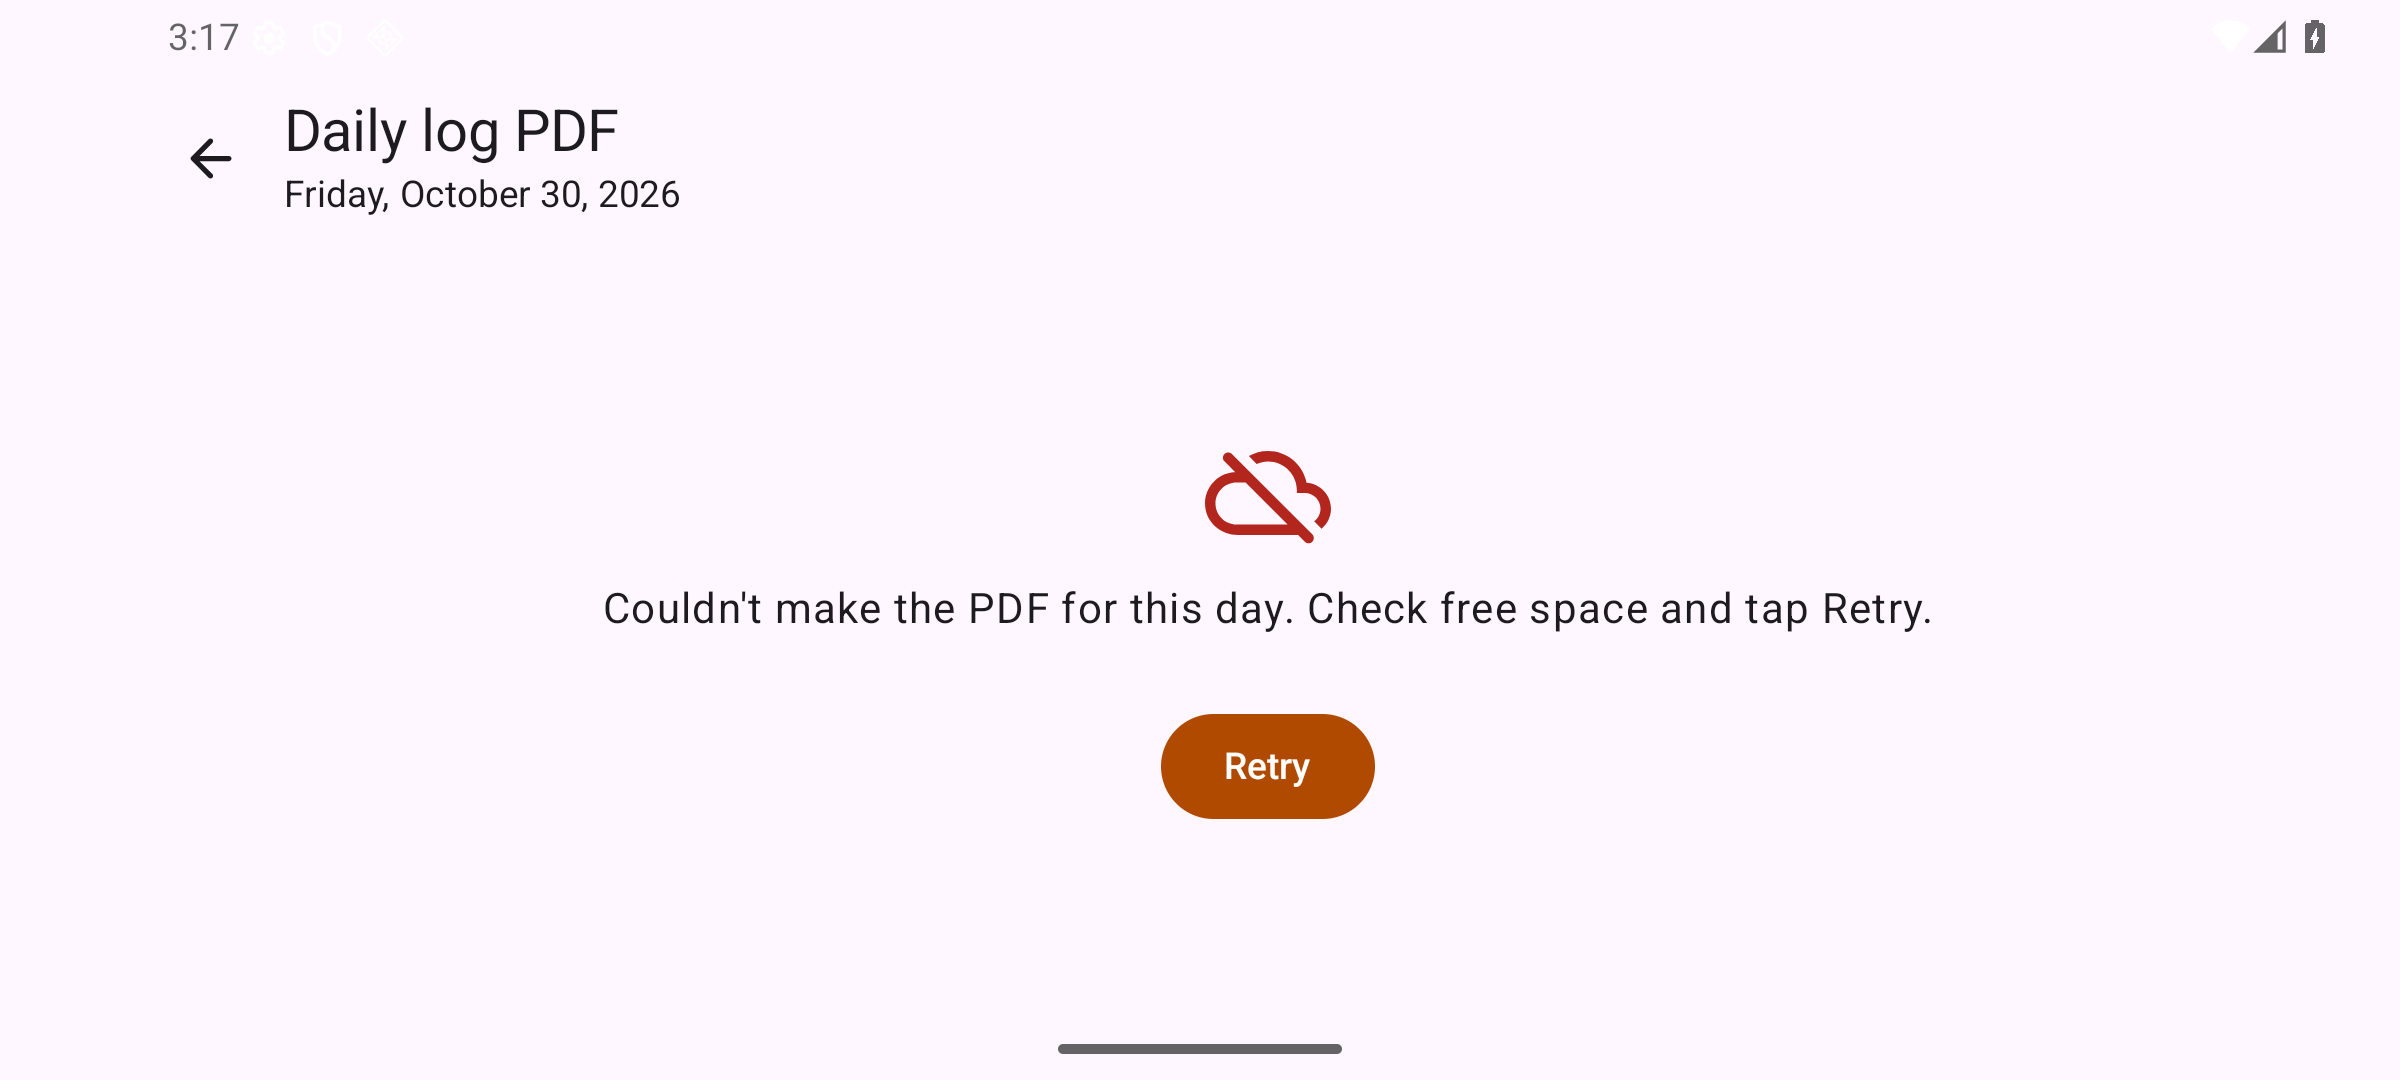 3:17
Daily log PDF
Friday, October 30, 2026
Couldn't make the PDF for this day. Check free space and tap Retry.
Retry